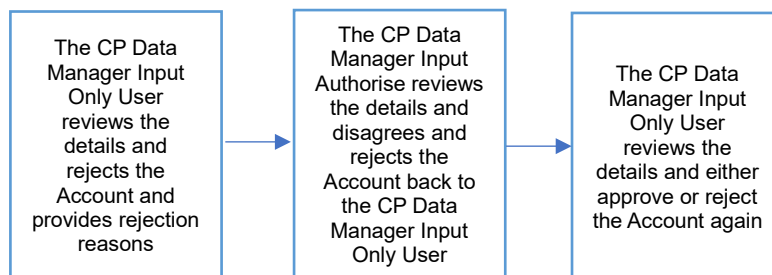 The CP Data
Manager Input
Only User
reviews the
details and
rejects the
Account and
provides rejection
reasons
The CP Data
Manager Input
Authorise reviews
the details and
disagrees and
rejects the
Account back to
the CP Data
Manager Input
Only User
The CP Data
Manager Input
Only User
reviews the
details and either
approve or reject
the Account again